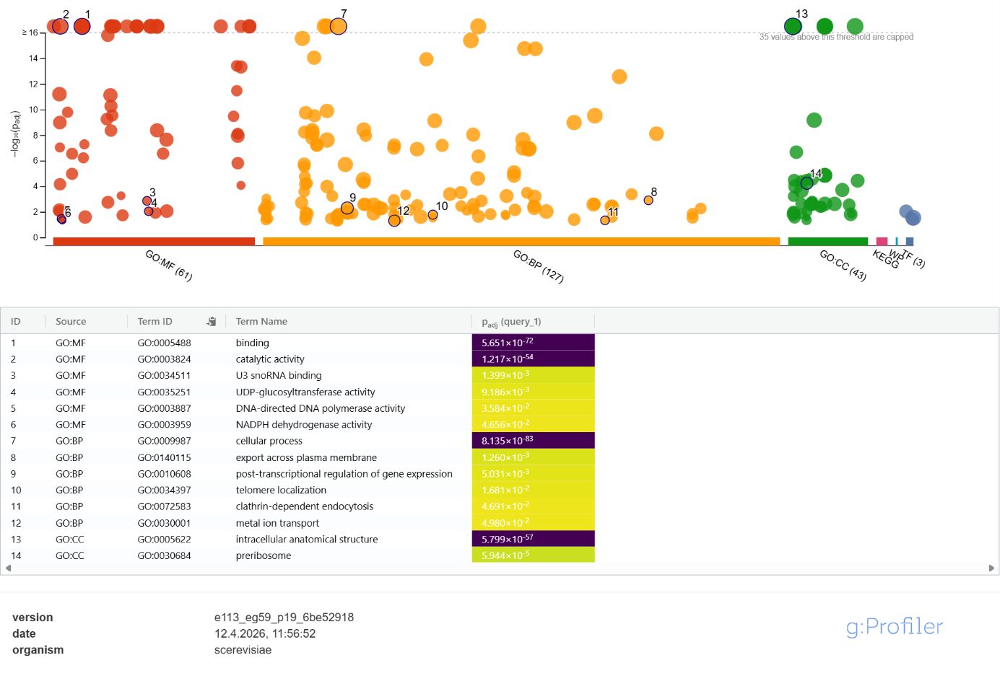 2 1 7 13
≥ 16
35 values above this threshold are capped
14
12
10
8
6
4
2
0
−log₁₀(padj)
3
4
5
6
9
12
10
11
8
14
GO:MF (61)
GO:BP (127)
GO:CC (43)
KEGG
WP
TF (3)
ID Source Term ID Term Name padj (query_1)
1 GO:MF GO:0005488 binding 5.651×10⁻⁷²
2 GO:MF GO:0003824 catalytic activity 1.217×10⁻⁵⁴
3 GO:MF GO:0034511 U3 snoRNA binding 1.399×10⁻³
4 GO:MF GO:0035251 UDP-glucosyltransferase activity 9.186×10⁻³
5 GO:MF GO:0003887 DNA-directed DNA polymerase activity 3.584×10⁻²
6 GO:MF GO:0003959 NADPH dehydrogenase activity 4.656×10⁻²
7 GO:BP GO:0009987 cellular process 8.135×10⁻⁸³
8 GO:BP GO:0140115 export across plasma membrane 1.260×10⁻³
9 GO:BP GO:0010608 post-transcriptional regulation of gene expression 5.031×10⁻³
10 GO:BP GO:0034397 telomere localization 1.681×10⁻²
11 GO:BP GO:0072583 clathrin-dependent endocytosis 4.691×10⁻²
12 GO:BP GO:0030001 metal ion transport 4.980×10⁻²
13 GO:CC GO:0005622 intracellular anatomical structure 5.799×10⁻⁵⁷
14 GO:CC GO:0030684 preribosome 5.944×10⁻⁵
version e113_eg59_p19_6be52918
date 12.4.2026, 11:56:52
organism scerevisiae
g:Profiler